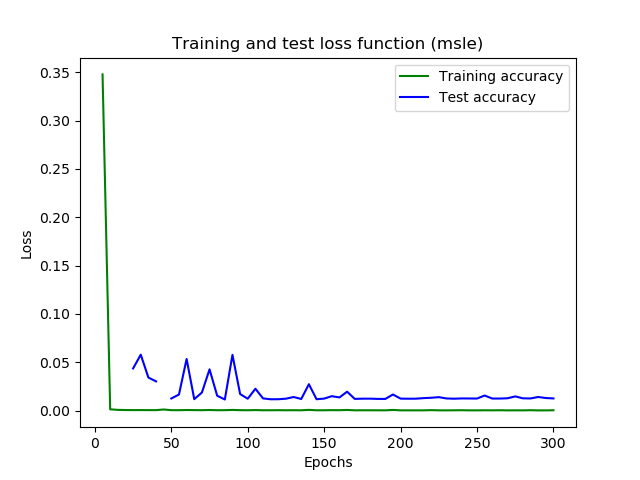 Training and test loss function (msle)
Training accuracy
Test accuracy
0.35
0.30
0.25
0.20
0.15
0.10
0.05
0.00
Loss
0 50 100 150 200 250 300
Epochs